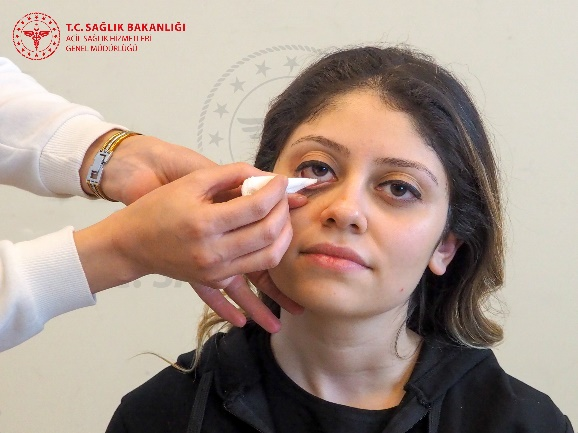 T.C. SAĞLIK BAKANLIĞI
ACİL SAĞLIK HİZMETLERİ
GENEL MÜDÜRLÜĞÜ